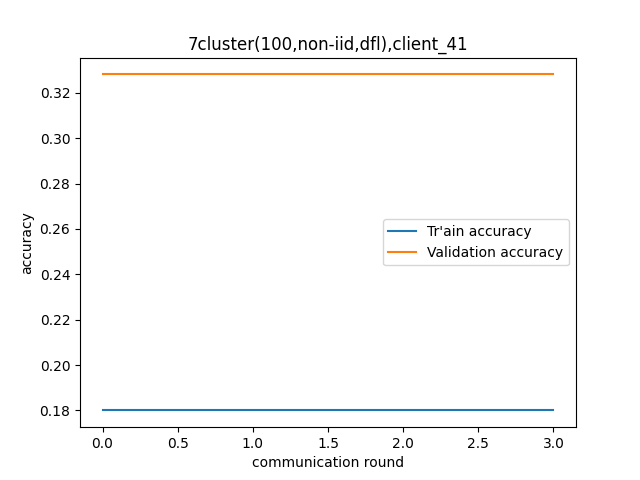 7cluster(100,non-iid,dfl),client_41
0.32
0.30
0.28
0.26
0.24
0.22
0.20
0.18
accuracy
Tr'ain accuracy
Validation accuracy
0.0 0.5 1.0 1.5 2.0 2.5 3.0
communication round